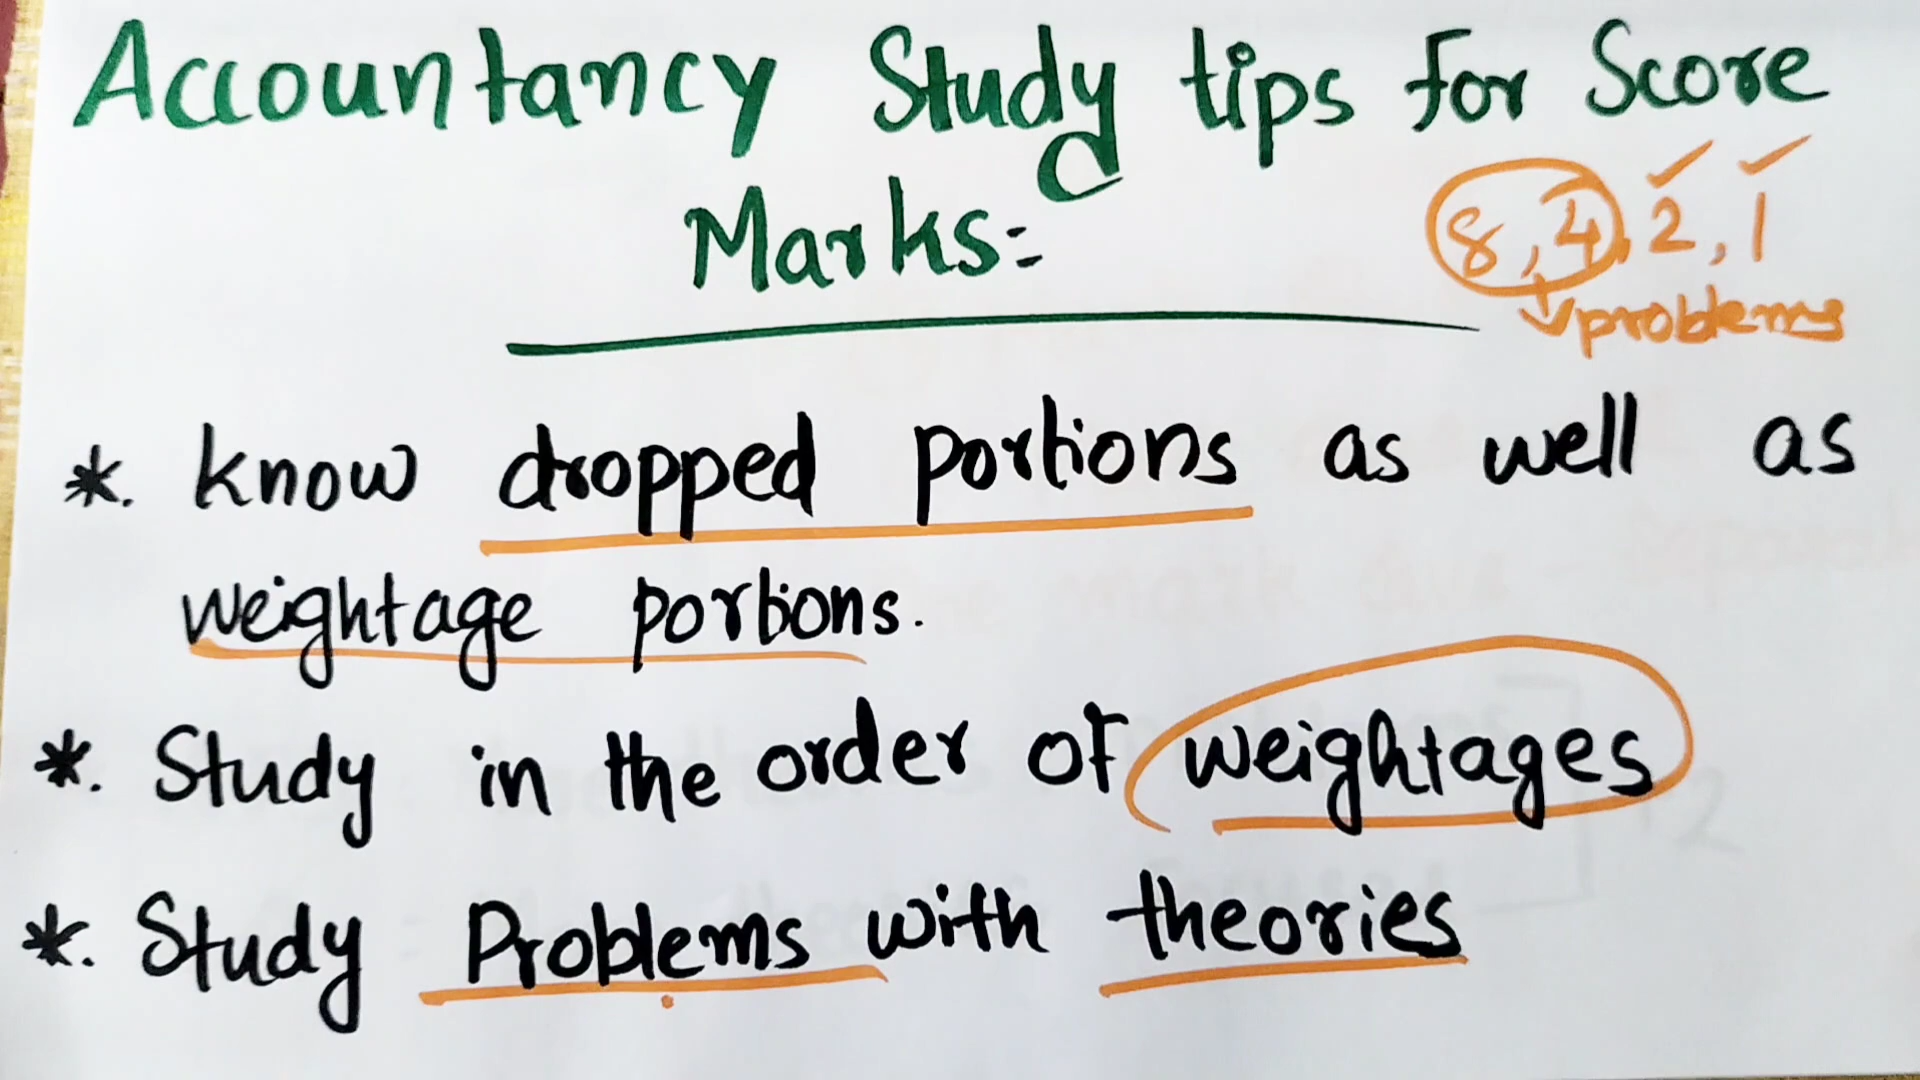 Accountancy Study tips for Score
Marks:
8, 4, 2, 1
problems
*. know dropped portions as well as
weightage portions.
*. Study in the order of weightages
*. Study Problems with theories